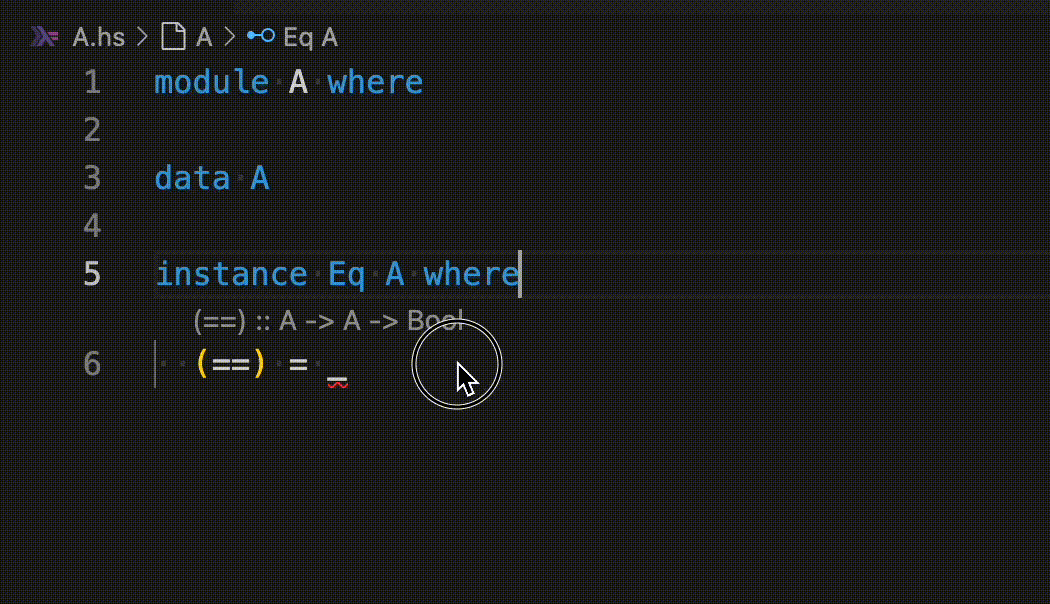 A.hs > A > Eq A
1 module A where
2
3 data A
4
5 instance Eq A where
(==) :: A -> A -> Bool
6 (==) = _